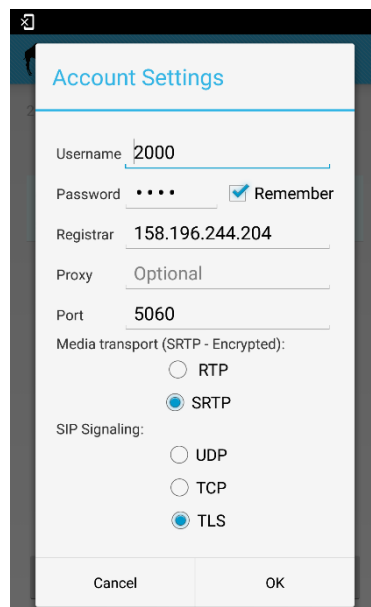 Account Settings
Username 2000
Password •••• Remember
Registrar 158.196.244.204
Proxy Optional
Port 5060
Media transport (SRTP - Encrypted):
RTP
SRTP
SIP Signaling:
UDP
TCP
TLS
Cancel OK